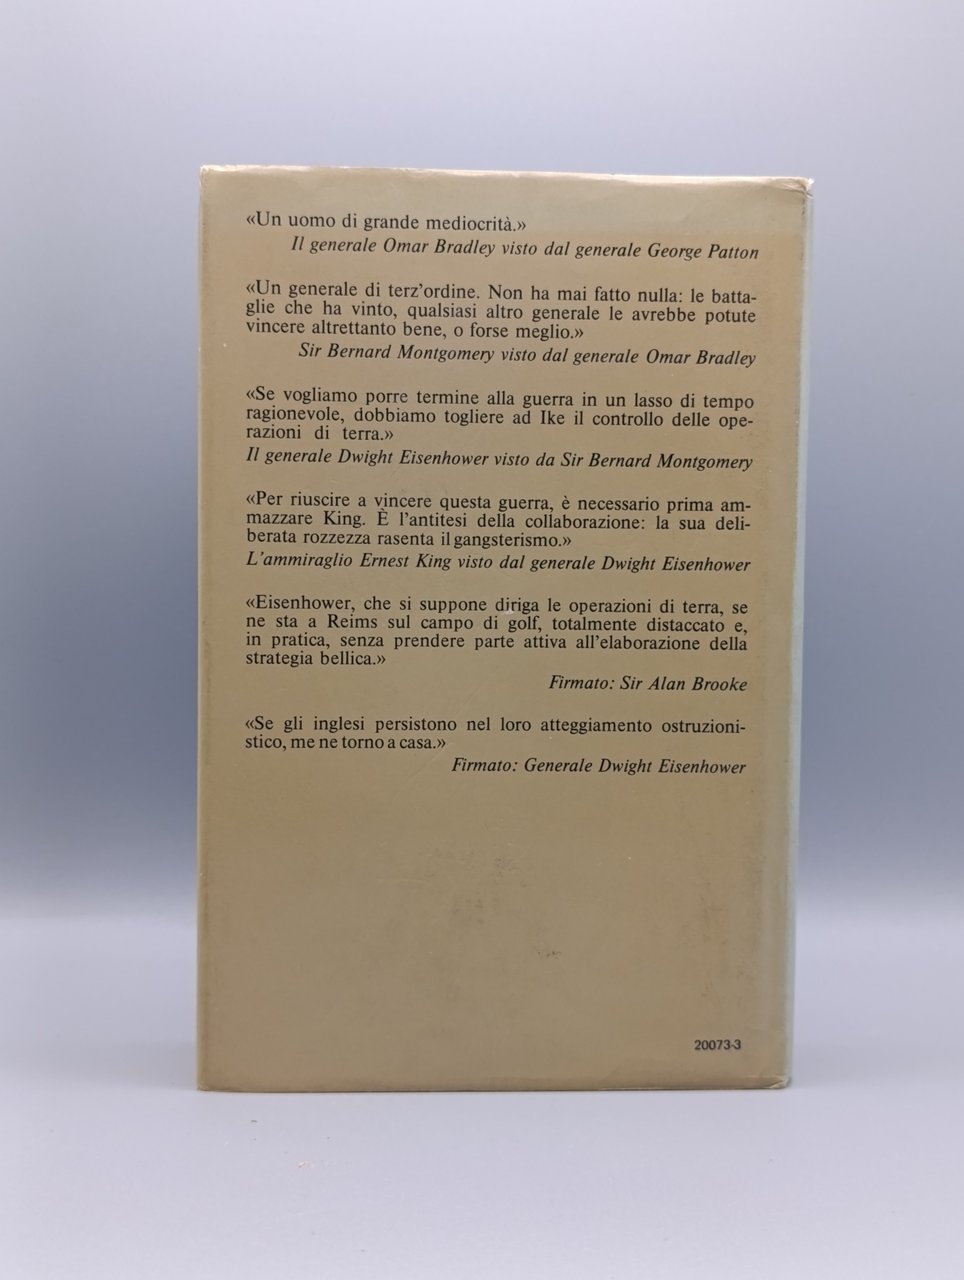 «Un uomo di grande mediocrità.»
Il generale Omar Bradley visto dal generale George Patton
«Un generale di terz'ordine. Non ha mai fatto nulla: le batta-
glie che ha vinto, qualsiasi altro generale le avrebbe potute
vincere altrettanto bene, o forse meglio.»
Sir Bernard Montgomery visto dal generale Omar Bradley
«Se vogliamo porre termine alla guerra in un lasso di tempo
ragionevole, dobbiamo togliere ad Ike il controllo delle ope-
razioni di terra.»
Il generale Dwight Eisenhower visto da Sir Bernard Montgomery
«Per riuscire a vincere questa guerra, è necessario prima am-
mazzare King. È l'antitesi della collaborazione: la sua deli-
berata rozzezza rasenta il gangsterismo.»
L'ammiraglio Ernest King visto dal generale Dwight Eisenhower
«Eisenhower, che si suppone diriga le operazioni di terra, se
ne sta a Reims sul campo di golf, totalmente distaccato e,
in pratica, senza prendere parte attiva all'elaborazione della
strategia bellica.»
Firmato: Sir Alan Brooke
«Se gli inglesi persistono nel loro atteggiamento ostruzioni-
stico, me ne torno a casa.»
Firmato: Generale Dwight Eisenhower
20073-3